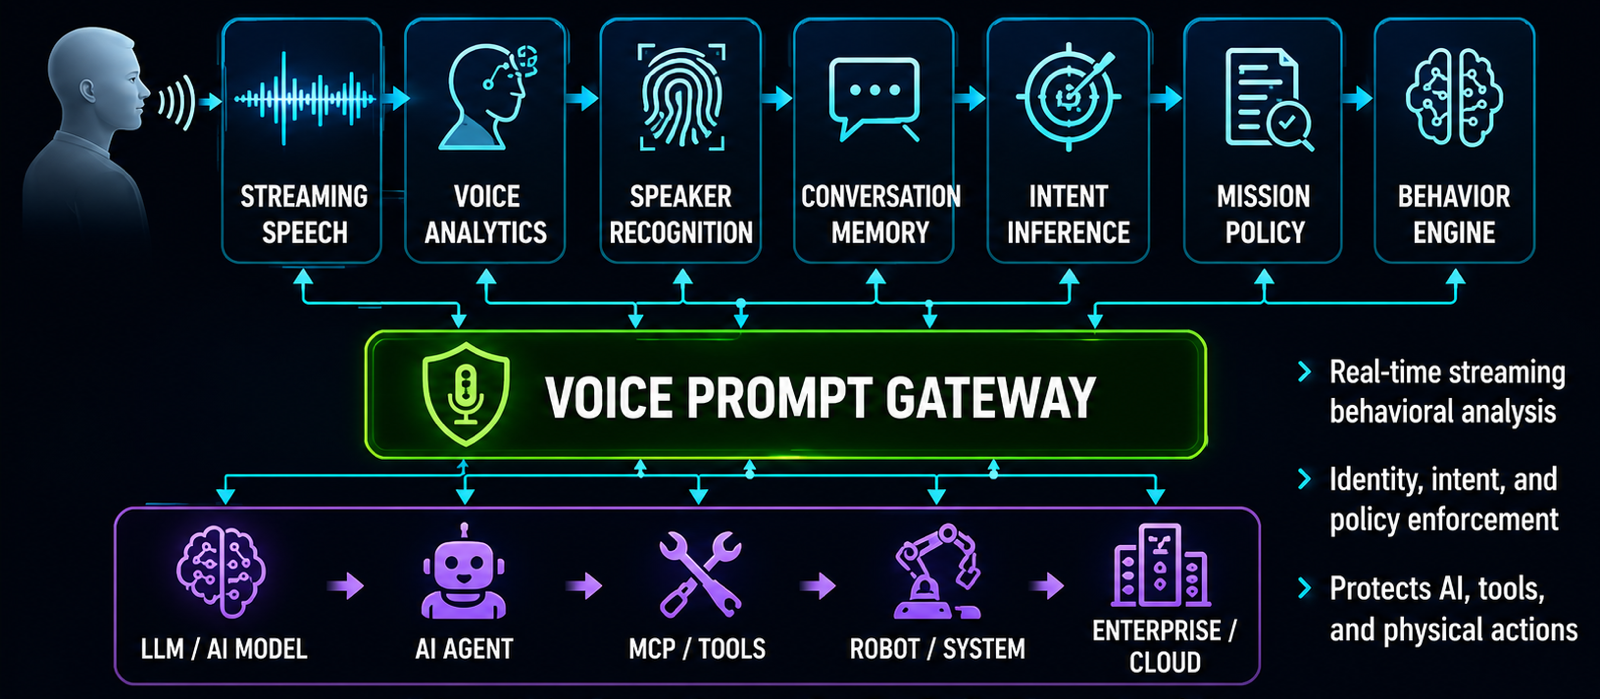 STREAMING
SPEECH
VOICE
ANALYTICS
SPEAKER
RECOGNITION
CONVERSATION
MEMORY
INTENT
INFERENCE
MISSION
POLICY
BEHAVIOR
ENGINE
VOICE PROMPT GATEWAY
Real-time streaming
behavioral analysis
Identity, intent, and
policy enforcement
Protects AI, tools,
and physical actions
LLM / AI MODEL
AI AGENT
MCP / TOOLS
ROBOT / SYSTEM
ENTERPRISE /
CLOUD